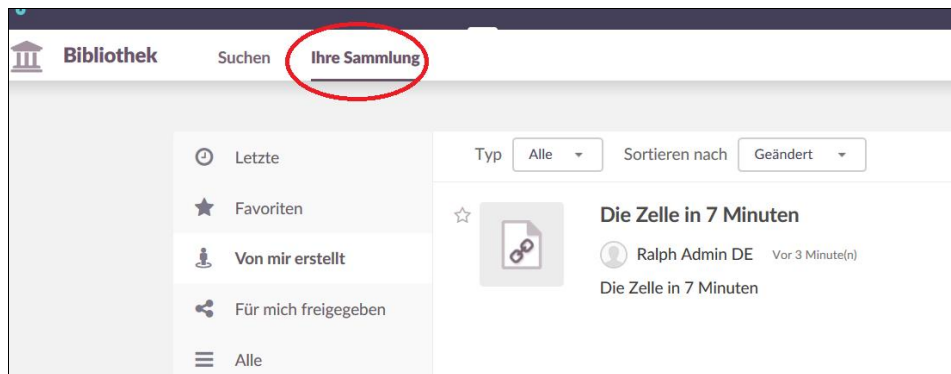 Bibliothek Suchen Ihre Sammlung
Letzte
Favoriten
Von mir erstellt
Für mich freigegeben
Alle
Typ Alle Sortieren nach Geändert
Die Zelle in 7 Minuten
Ralph Admin DE Vor 3 Minute(n)
Die Zelle in 7 Minuten